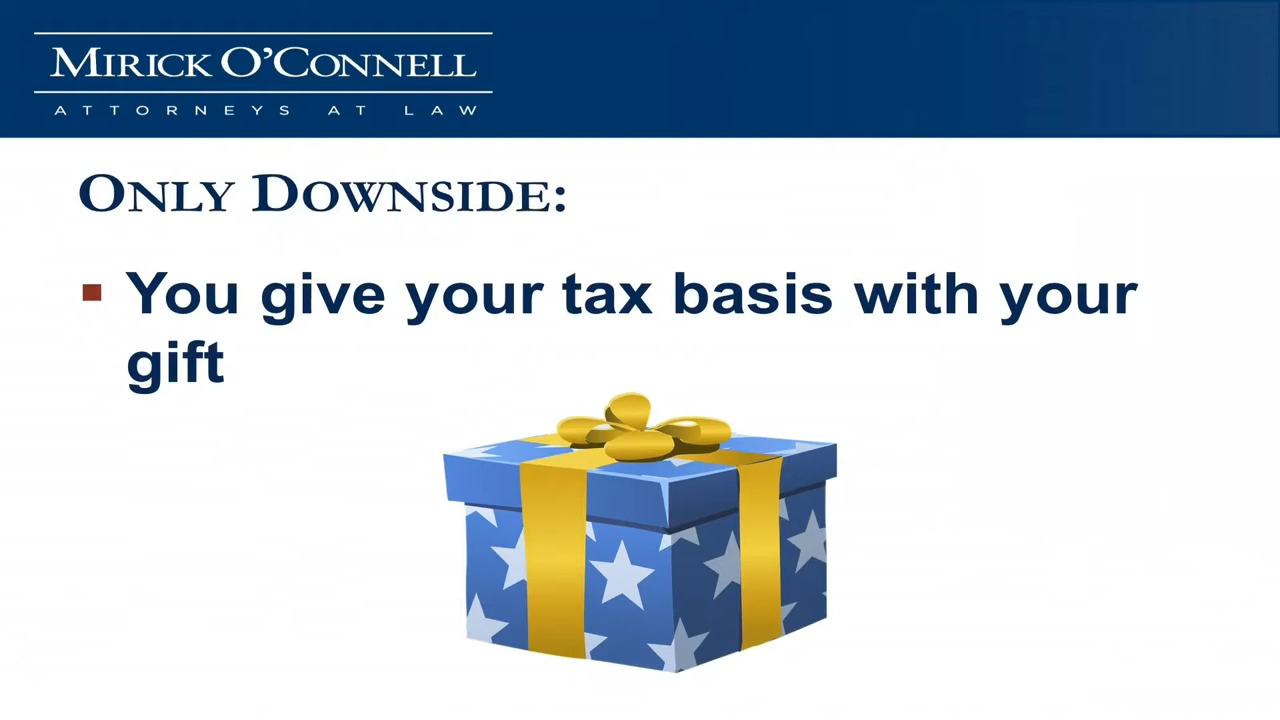 MIRICK O'CONNELL
ATTORNEYS AT LAW
ONLY DOWNSIDE:
▪ You give your tax basis with your
gift